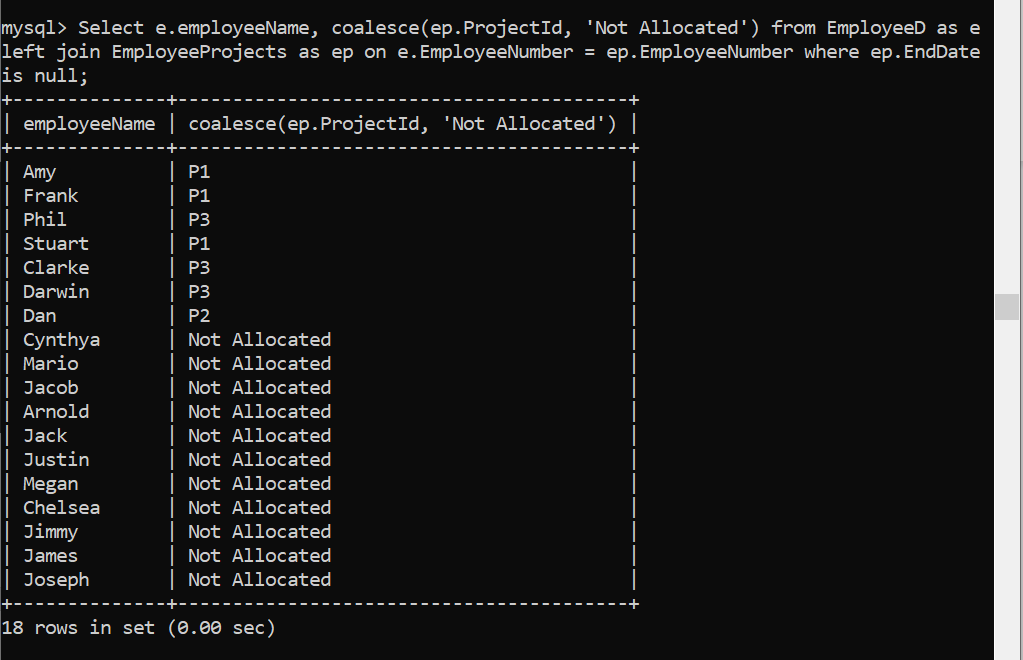 mysql> Select e.employeeName, coalesce(ep.ProjectId, 'Not Allocated') from EmployeeD as e
left join EmployeeProjects as ep on e.EmployeeNumber = ep.EmployeeNumber where ep.EndDate
is null;
+--------------+-----------------------------------------+
| employeeName | coalesce(ep.ProjectId, 'Not Allocated') |
+--------------+-----------------------------------------+
| Amy          | P1                                      |
| Frank        | P1                                      |
| Phil         | P3                                      |
| Stuart       | P1                                      |
| Clarke       | P3                                      |
| Darwin       | P3                                      |
| Dan          | P2                                      |
| Cynthya      | Not Allocated                           |
| Mario        | Not Allocated                           |
| Jacob        | Not Allocated                           |
| Arnold       | Not Allocated                           |
| Jack         | Not Allocated                           |
| Justin       | Not Allocated                           |
| Megan        | Not Allocated                           |
| Chelsea      | Not Allocated                           |
| Jimmy        | Not Allocated                           |
| James        | Not Allocated                           |
| Joseph       | Not Allocated                           |
+--------------+-----------------------------------------+
18 rows in set (0.00 sec)